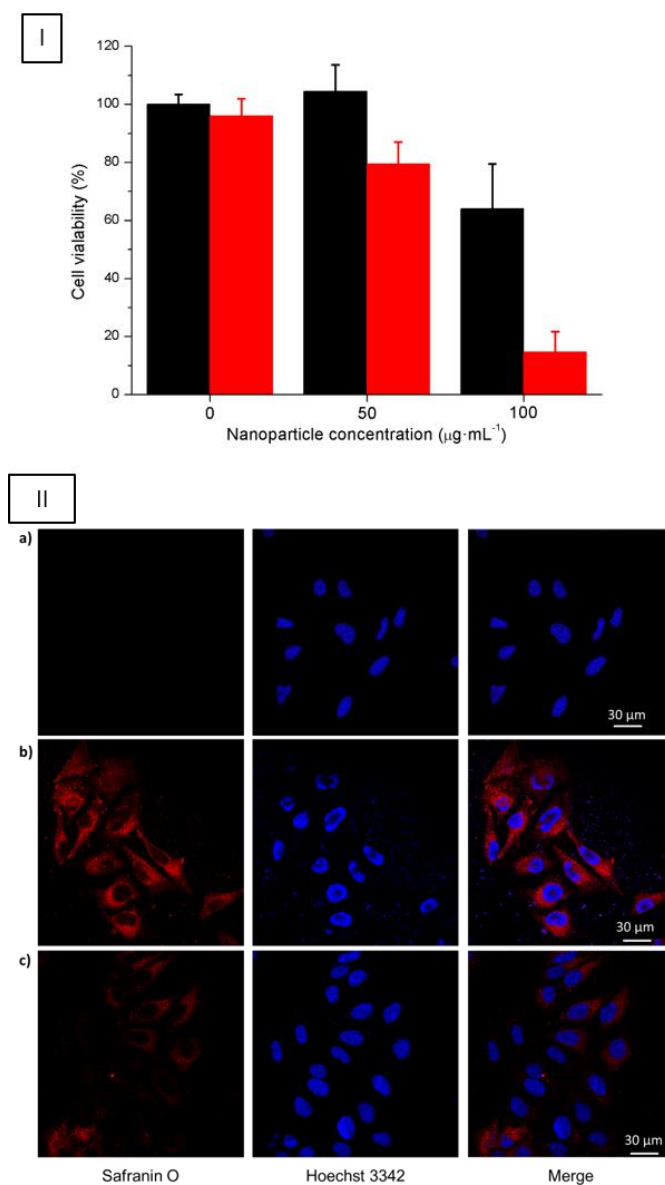 I
120
100
80
60
40
20
0
Cell vialability (%)
0 50 100
Nanoparticle concentration (μg·mL⁻¹)
II
a)
30 μm
b)
30 μm
c)
30 μm
Safranin O Hoechst 3342 Merge